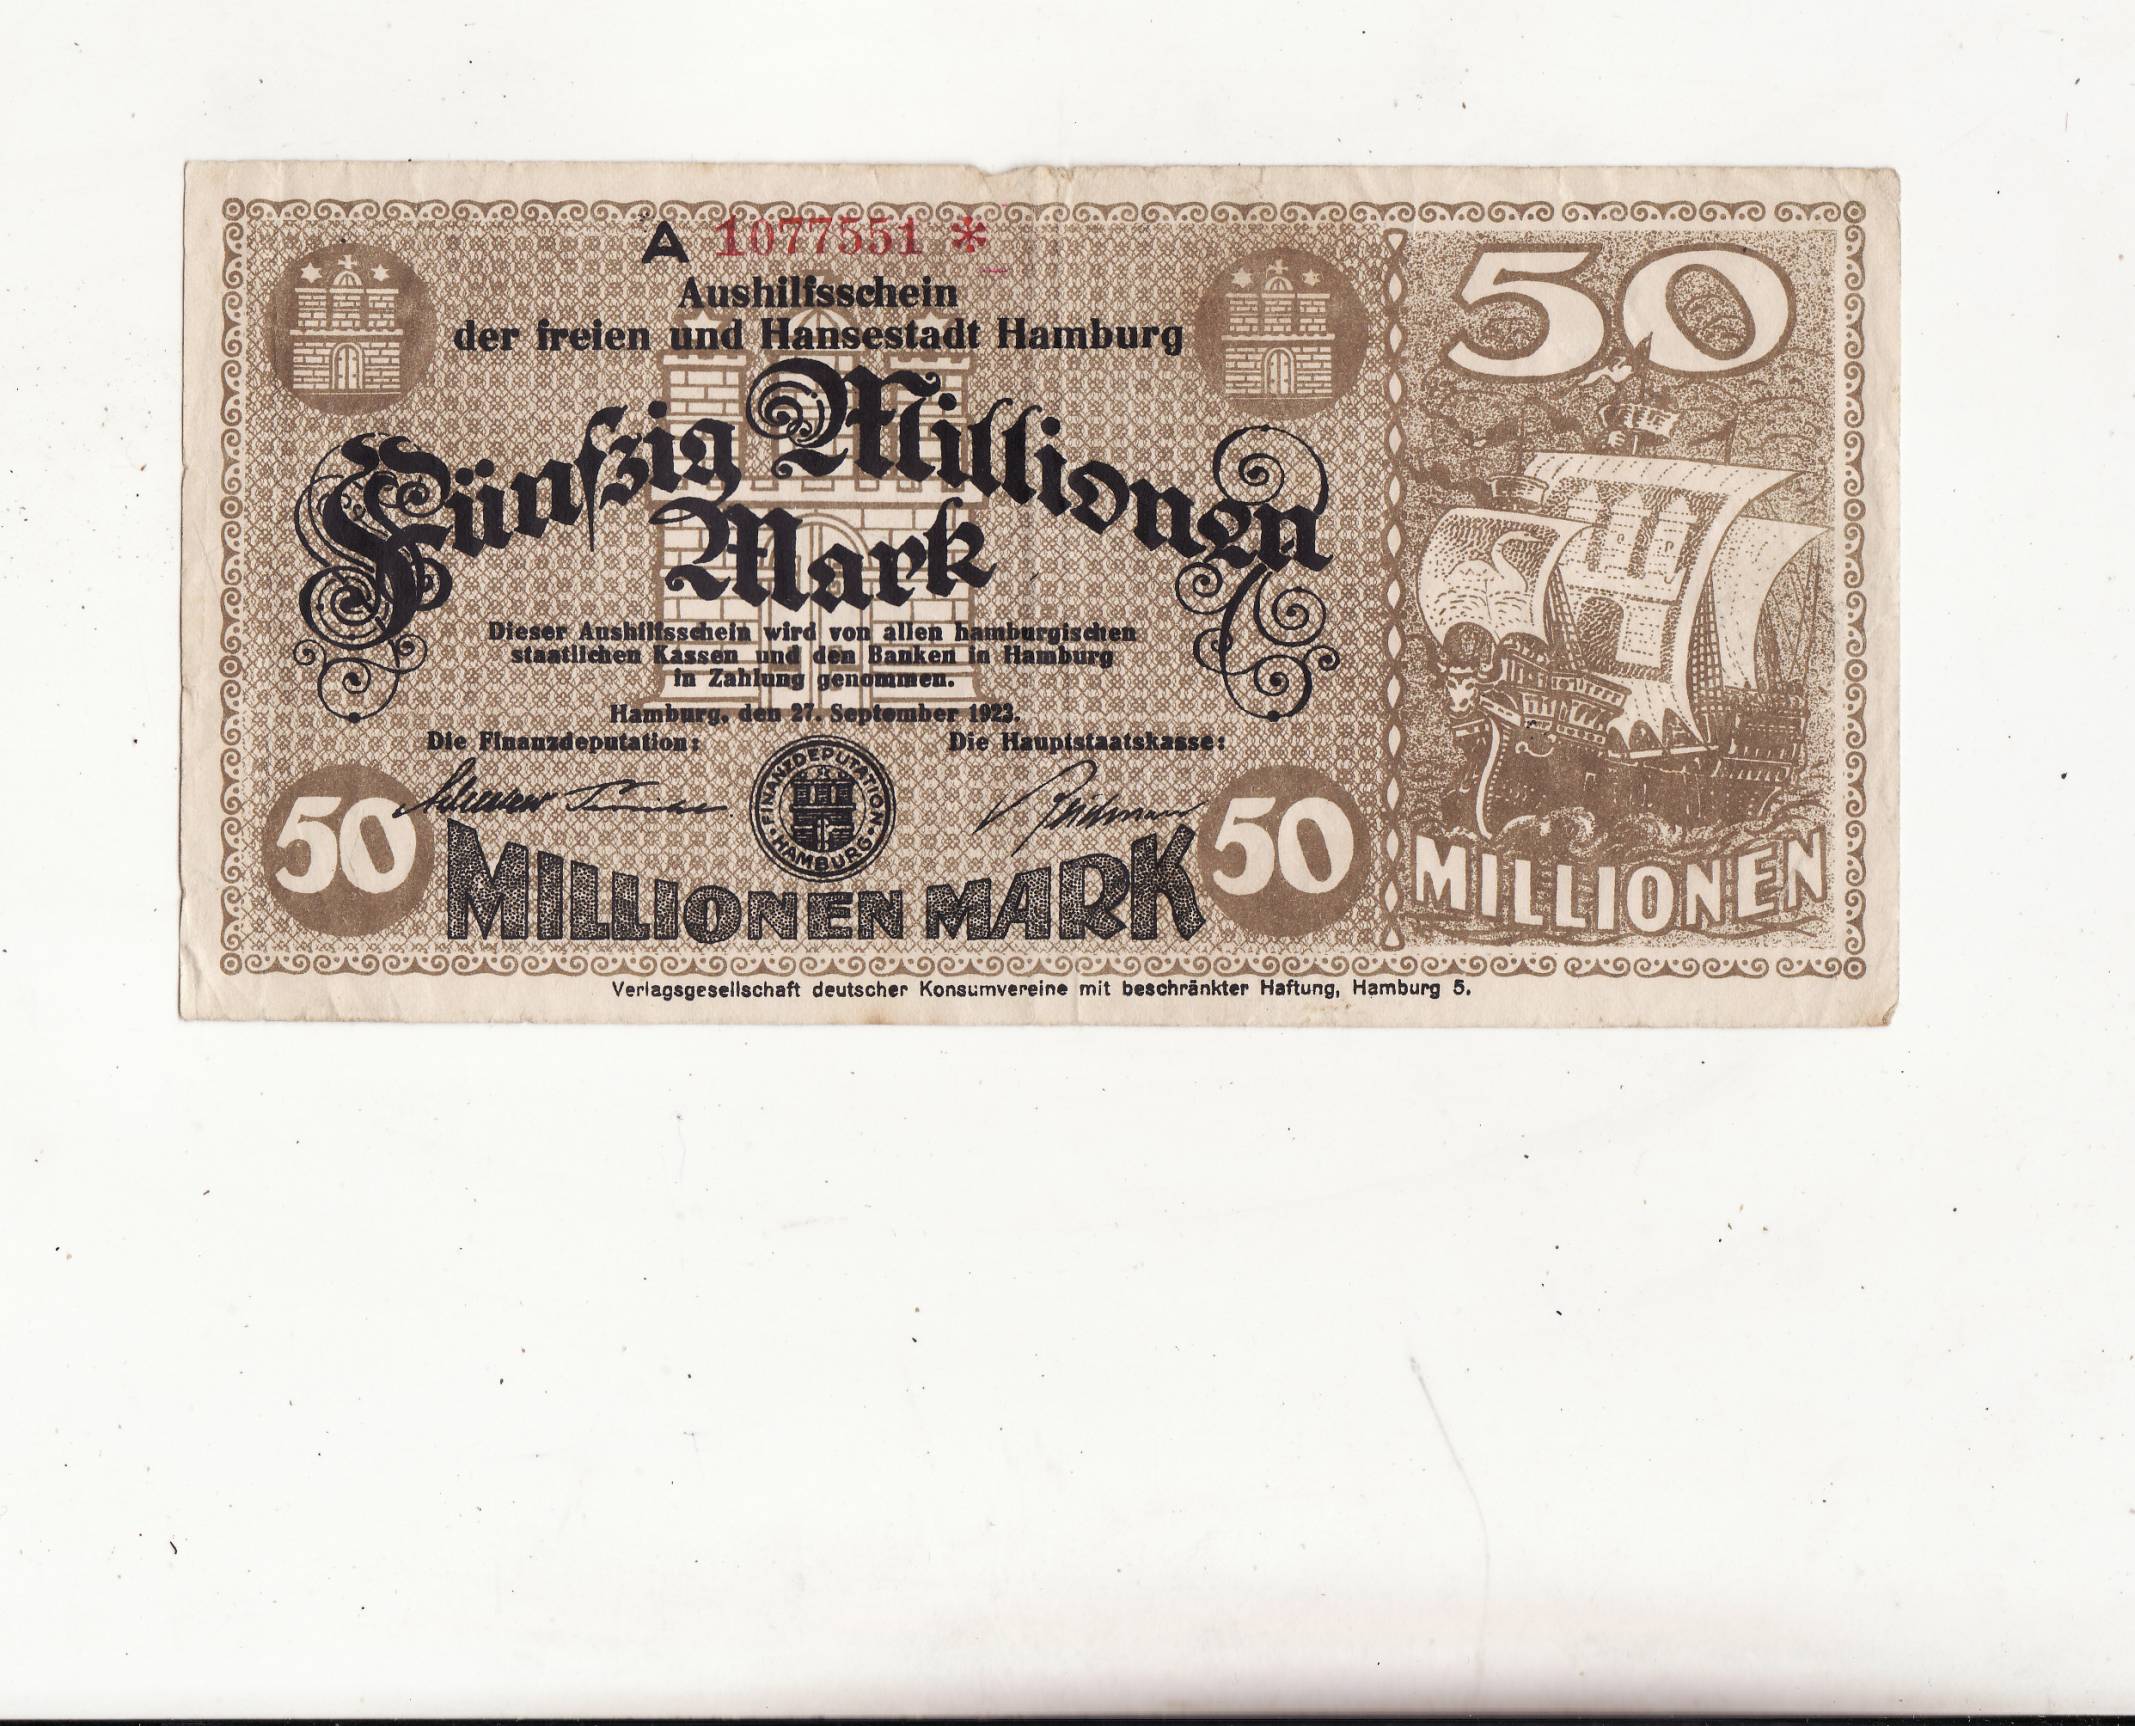 A 1077551 *
Aushilfsschein
der freien und Hansestadt Hamburg
Fünfzig Millionen
Mark
Dieser Aushilfsschein wird von allen hamburgischen
staatlichen Kassen und den Banken in Hamburg
in Zahlung genommen.
Hamburg, den 27. September 1923.
Die Finanzdeputation: Die Hauptstaatskasse:
FINANZDEPUTATION
HAMBURG
50 MILLIONEN MARK 50
50
MILLIONEN
Verlagsgesellschaft deutscher Konsumvereine mit beschränkter Haftung, Hamburg 5.